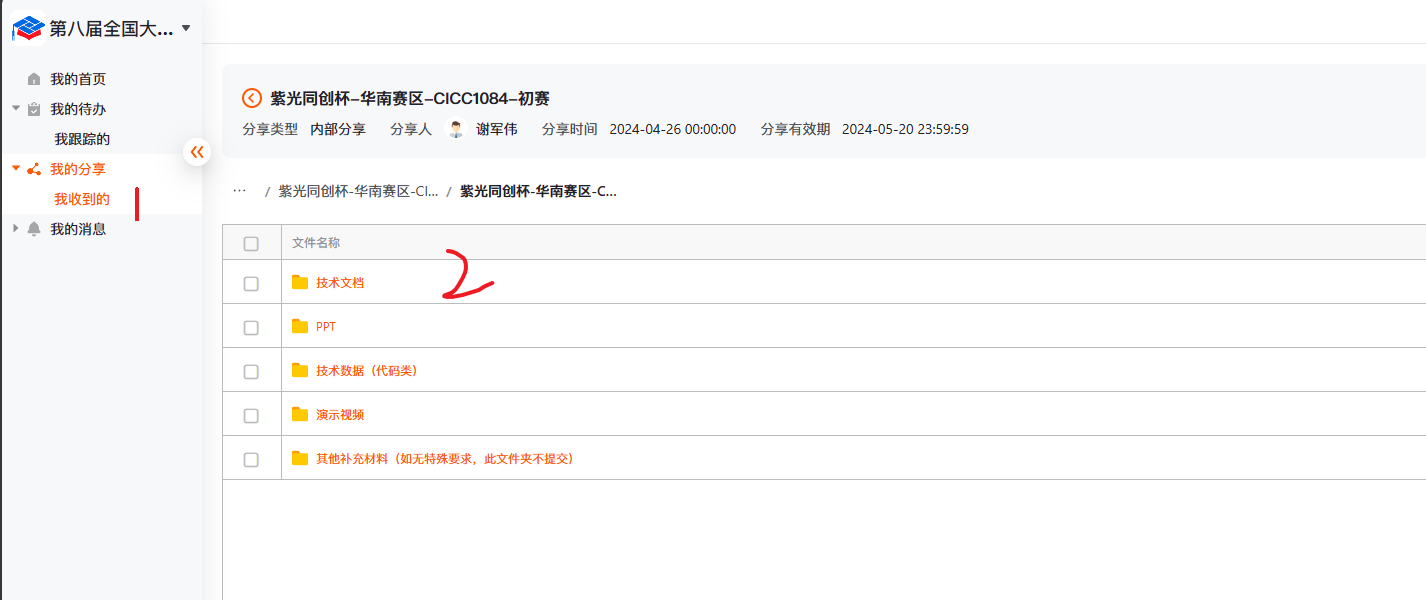 第八届全国大...
我的首页
我的待办
我跟踪的
我的分享
我收到的
我的消息
紫光同创杯-华南赛区-CICC1084-初赛
分享类型 内部分享 分享人 谢军伟 分享时间 2024-04-26 00:00:00 分享有效期 2024-05-20 23:59:59
... / 紫光同创杯-华南赛区-CI... / 紫光同创杯-华南赛区-C...
文件名称
2
技术文档
PPT
技术数据（代码类）
演示视频
其他补充材料（如无特殊要求，此文件夹不提交）